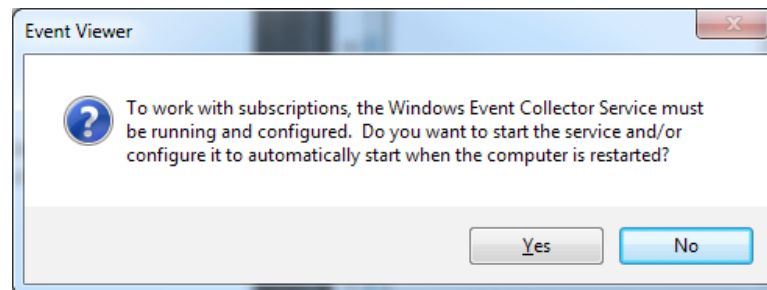 Event Viewer
To work with subscriptions, the Windows Event Collector Service must
be running and configured.  Do you want to start the service and/or
configure it to automatically start when the computer is restarted?
Yes
No